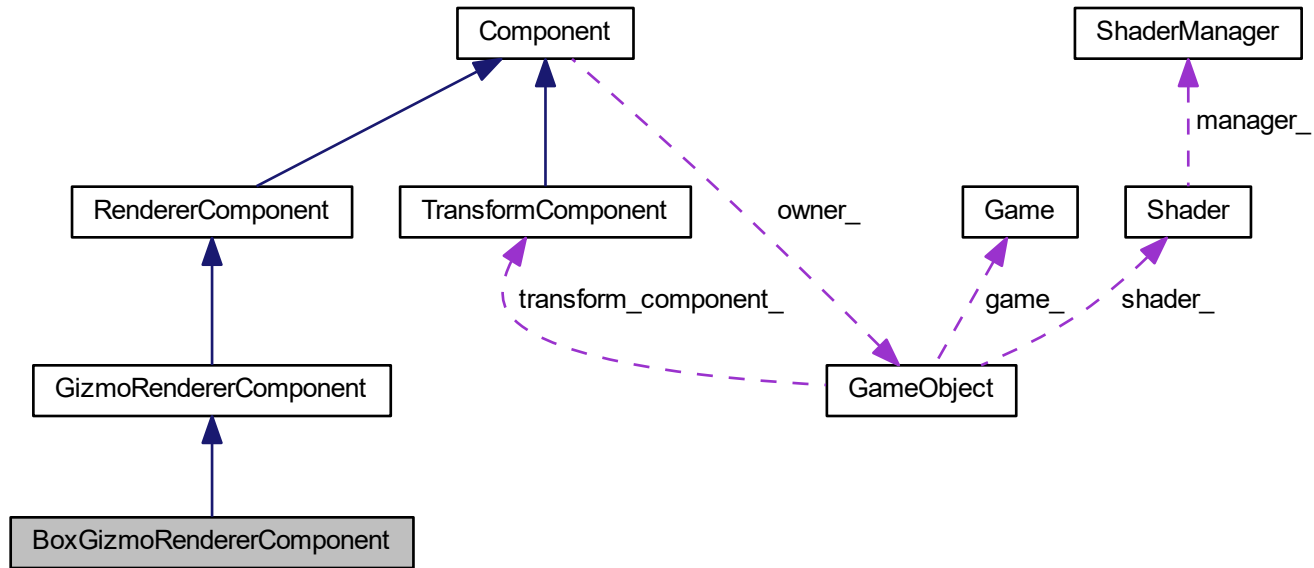 Component
ShaderManager
manager_
RendererComponent
TransformComponent
owner_
Game
Shader
transform_component_
game_
shader_
GizmoRendererComponent
GameObject
BoxGizmoRendererComponent